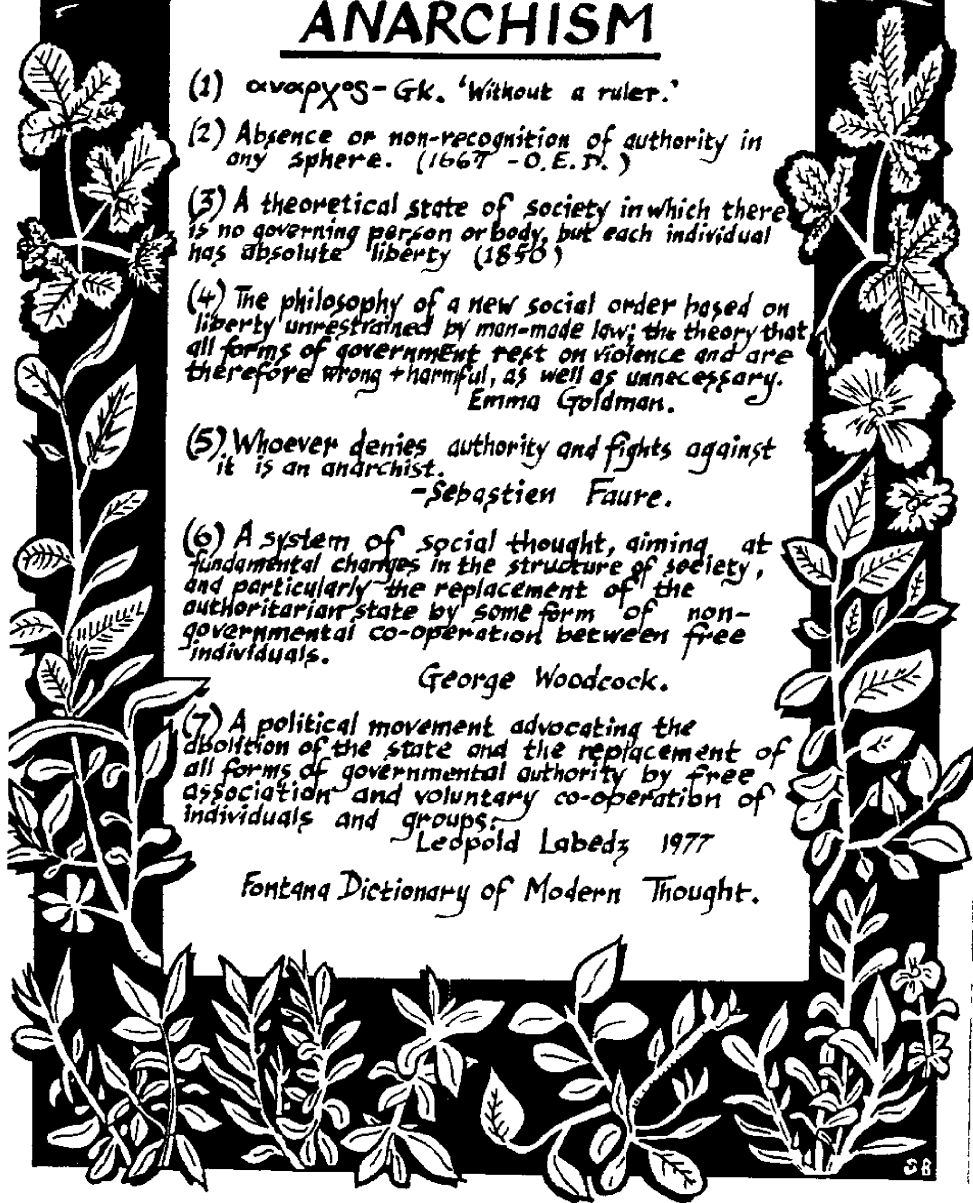 ANARCHISM
(1) αναρχος - GK. 'Without a ruler.'
(2) Absence or non-recognition of authority in
any sphere. (1667 - O.E.D.)
(3) A theoretical state of society in which there
is no governing person or body, but each individual
has absolute liberty (1850)
(4) The philosophy of a new social order based on
liberty unrestrained by man-made law; the theory that
all forms of government rest on violence and are
therefore wrong + harmful, as well as unnecessary.
Emma Goldman.
(5) Whoever denies authority and fights against
it is an anarchist.
-Sebastien Faure.
(6) A system of social thought, aiming at
fundamental changes in the structure of society,
and particularly the replacement of the
authoritarian state by some form of non-
governmental co-operation between free
individuals.
George Woodcock.
(7) A political movement advocating the
abolition of the state and the replacement of
all forms of governmental authority by free
association and voluntary co-operation of
individuals and groups.
Leopold Labedz 1977
Fontana Dictionary of Modern Thought.
SB